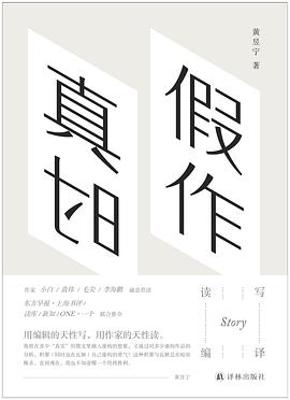 黄昱宁 著
假作
真时
作家 小白 / 毛尖 / 李海鹏 诚意荐读
东方早报·上海书评 /
读库 / 新知 / ONE·一个 联合推介
用编辑的天性写，用作家的天性读。
黄昱宁
写 读
Story
译 编
译林出版社